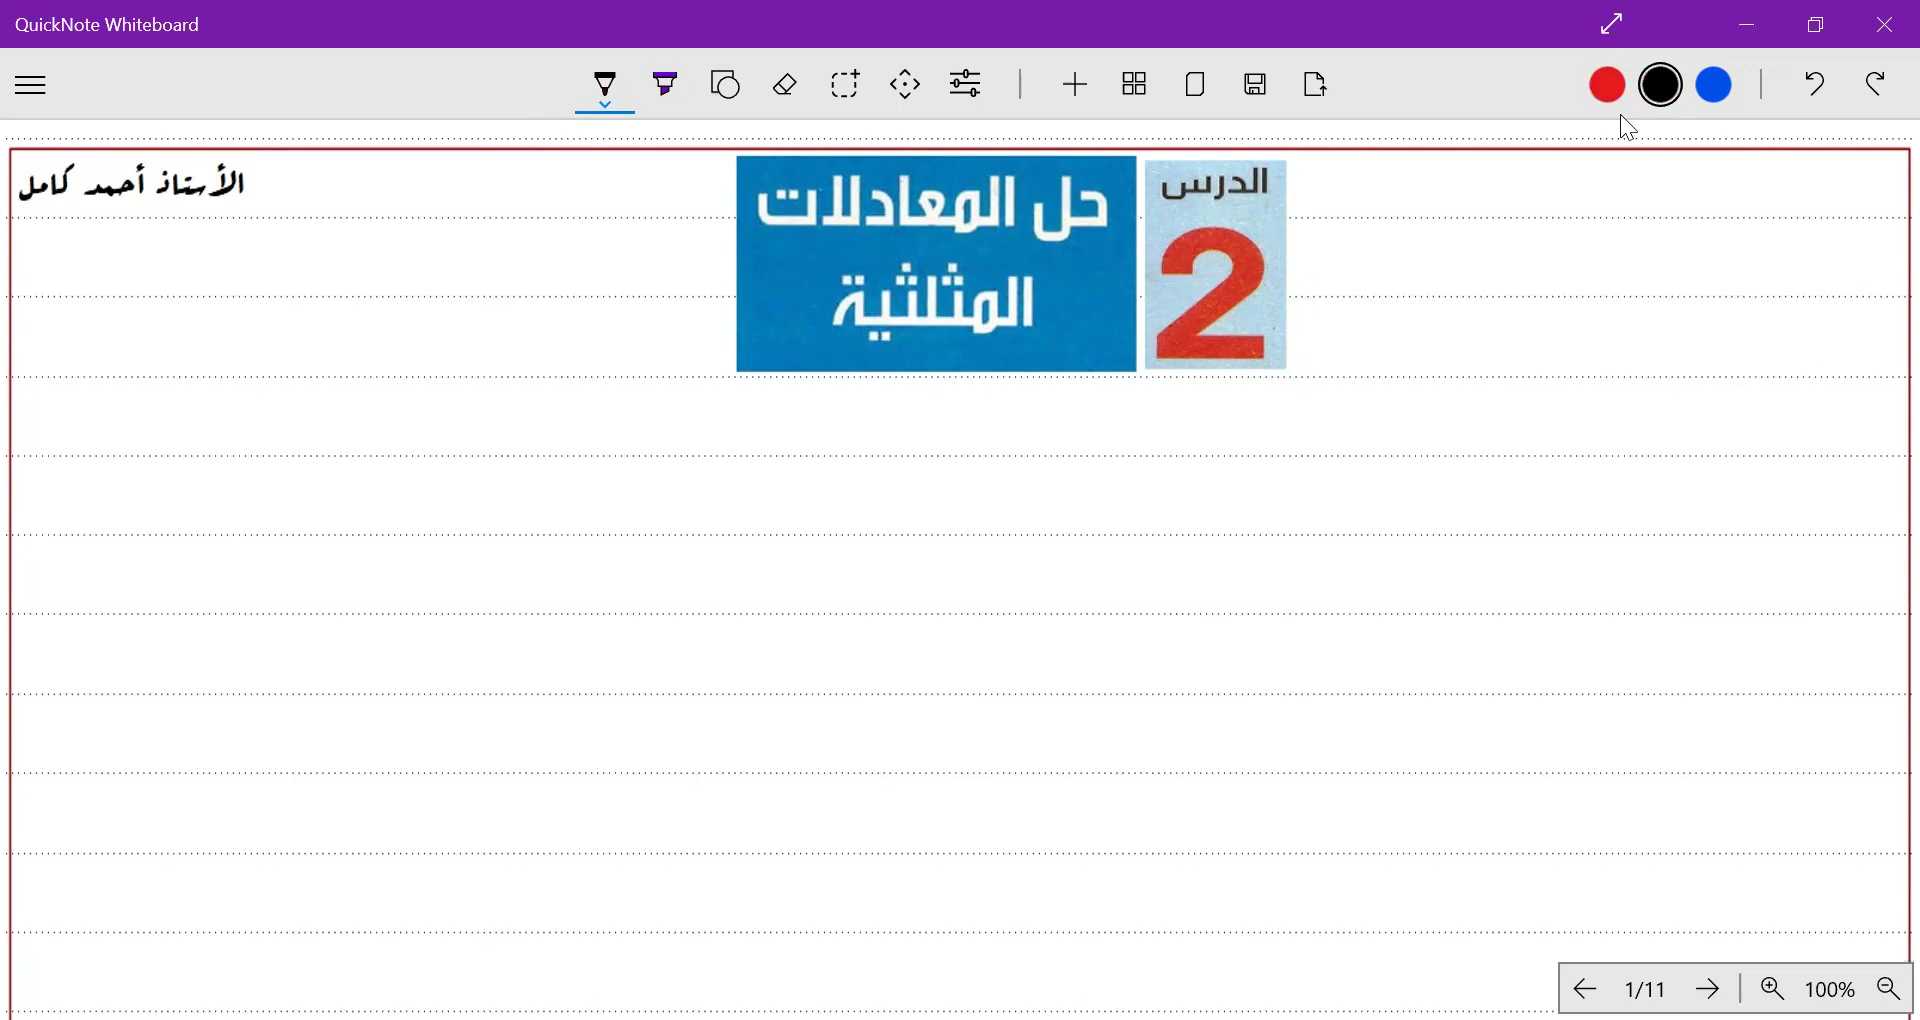 QuickNote Whiteboard
الأستاذ أحمد كامل
الدرس
2
حل المعادلات
المثلثية
1/11
100%